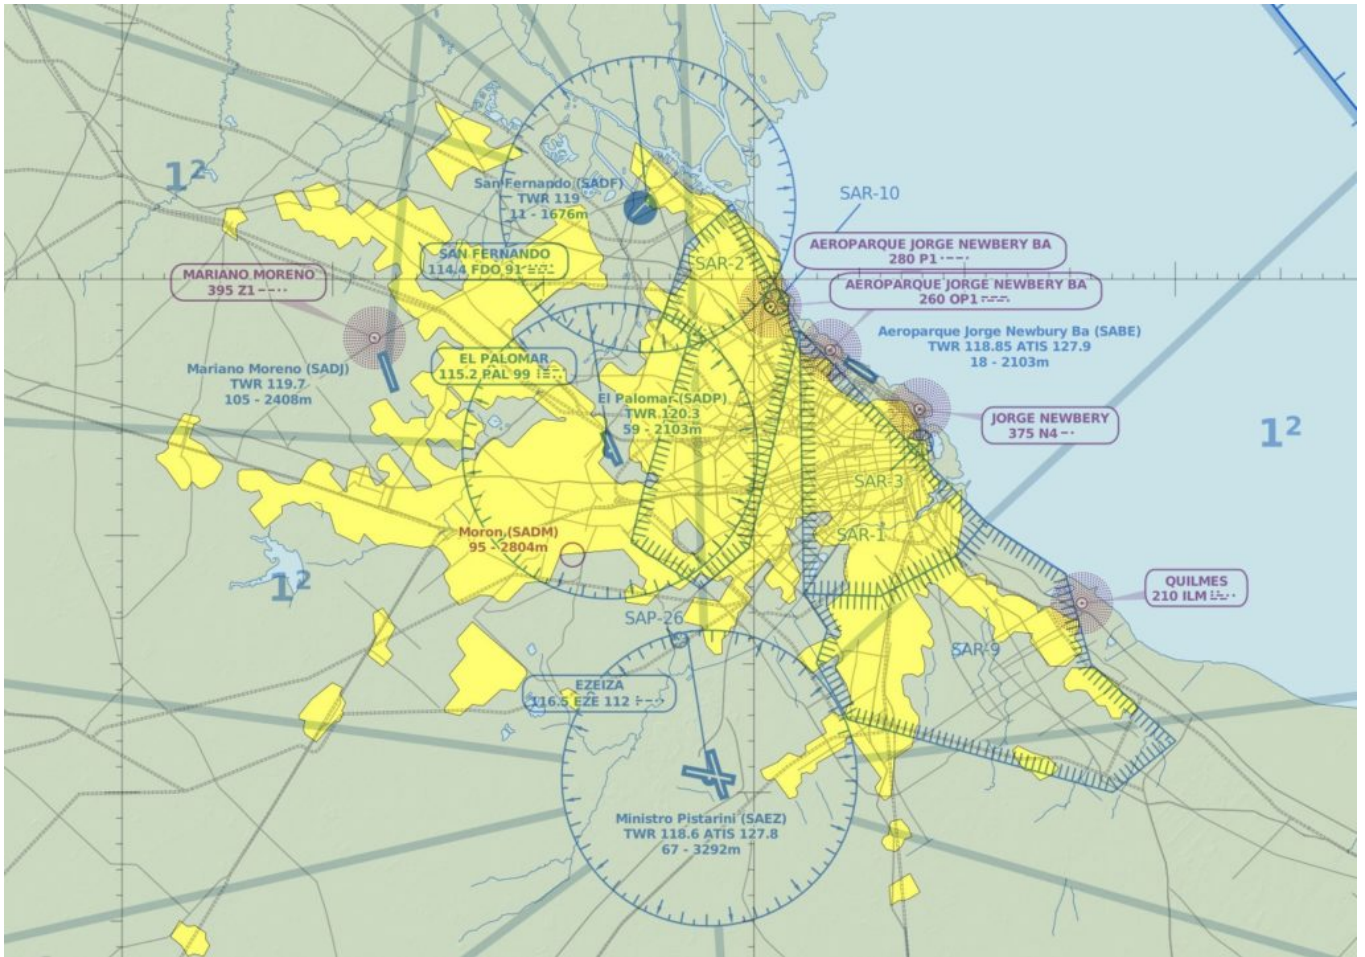 1²
San Fernando (SADF)
TWR 119
11 - 1676m
SAR-10
SAN FERNANDO
114.4 FDO 91
SAR-2
AEROPARQUE JORGE NEWBERY BA
280 P1
MARIANO MORENO
395 Z1
AEROPARQUE JORGE NEWBERY BA
260 OP1
Aeroparque Jorge Newbury Ba (SABE)
TWR 118.85 ATIS 127.9
18 - 2103m
Mariano Moreno (SADJ)
TWR 119.7
105 - 2408m
EL PALOMAR
115.2 PAL 99
El Palomar (SADP)
TWR 120.3
59 - 2103m
JORGE NEWBERY
375 N4
1²
SAR-3
Moron (SADM)
95 - 2804m
SAR-1
1²
QUILMES
210 ILM
SAP-26
SAR-9
EZEIZA
116.5 EZE 112
Ministro Pistarini (SAEZ)
TWR 118.6 ATIS 127.8
67 - 3292m